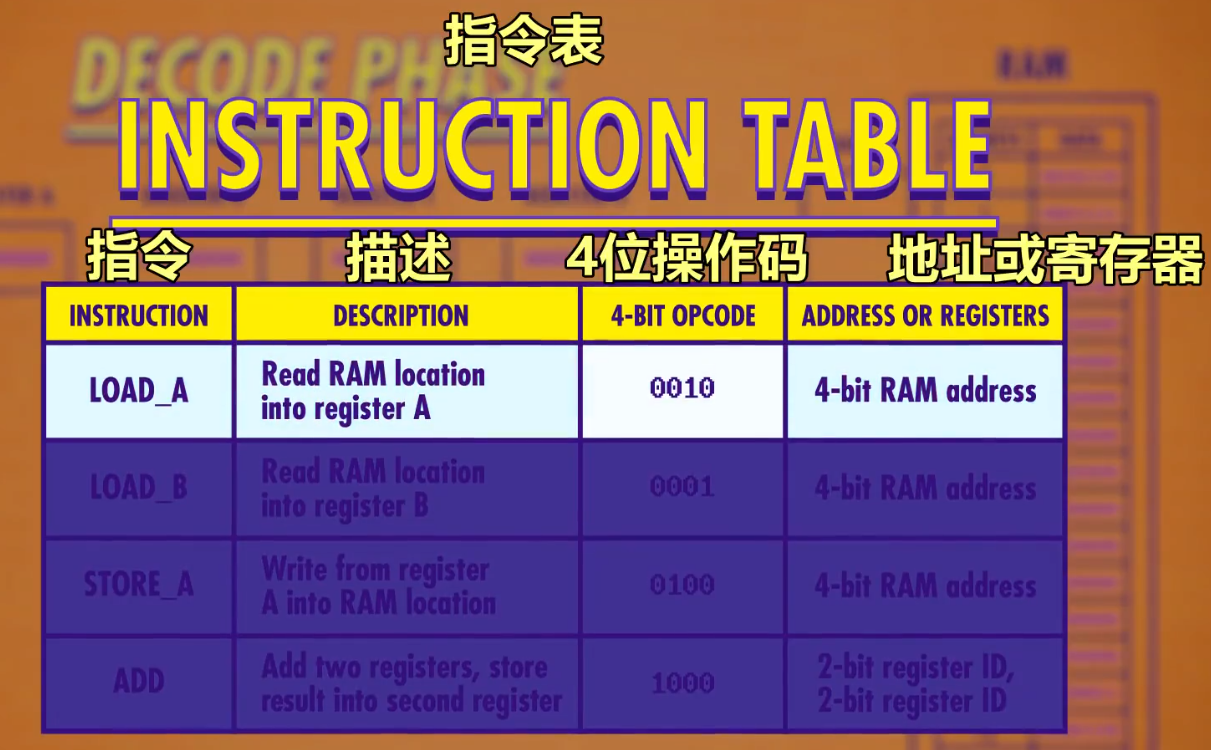 指令表
DECODE PHASE
RAM
INSTRUCTION TABLE
指令 描述 4位操作码 地址或寄存器
INSTRUCTION DESCRIPTION 4-BIT OPCODE ADDRESS OR REGISTERS
LOAD_A Read RAM location into register A 0010 4-bit RAM address
LOAD_B Read RAM location into register B 0001 4-bit RAM address
STORE_A Write from register A into RAM location 0100 4-bit RAM address
ADD Add two registers, store result into second register 1000 2-bit register ID, 2-bit register ID